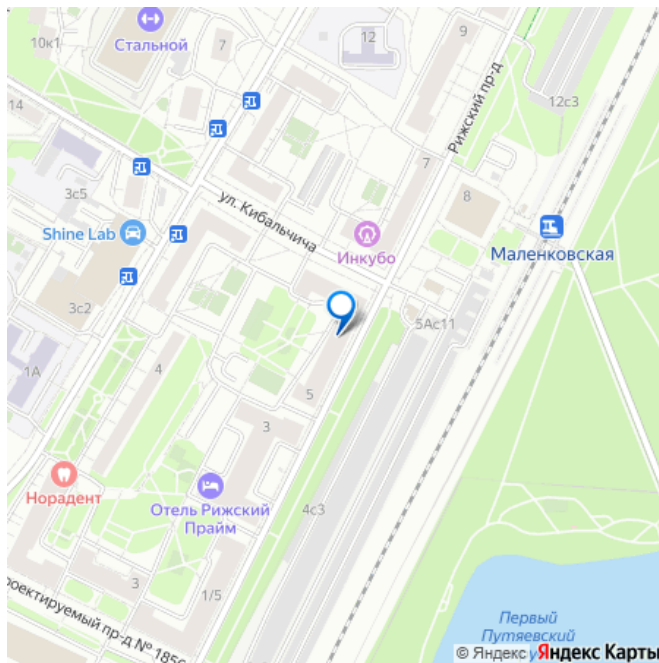 10к1
Стальной
7
12
9
12с3
Рижский пр-д
14
3с5
7
8
ул. Кибальчича
Shine Lab
Инкубо
Маленковская
3с2
5Ас11
1А
4
5
3
Норадент
Отель Рижский
Прайм
4с3
3
1/5
роектируемый пр-д № 185
Первый
Путяевский
© Яндекс Яндекс Карты